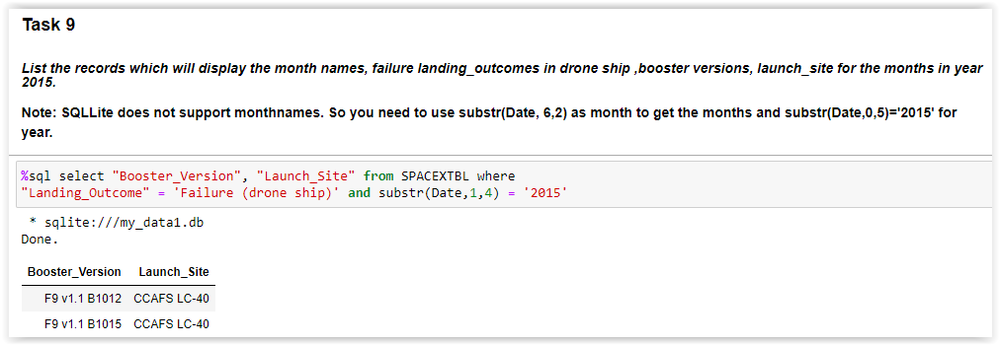 Task 9
List the records which will display the month names, failure landing_outcomes in drone ship ,booster versions, launch_site for the months in year
2015.
Note: SQLLite does not support monthnames. So you need to use substr(Date, 6,2) as month to get the months and substr(Date,0,5)='2015' for
year.
%sql select "Booster_Version", "Launch_Site" from SPACEXTBL where
"Landing_Outcome" = 'Failure (drone ship)' and substr(Date,1,4) = '2015'
* sqlite:///my_data1.db
Done.
Booster_Version Launch_Site
F9 v1.1 B1012 CCAFS LC-40
F9 v1.1 B1015 CCAFS LC-40